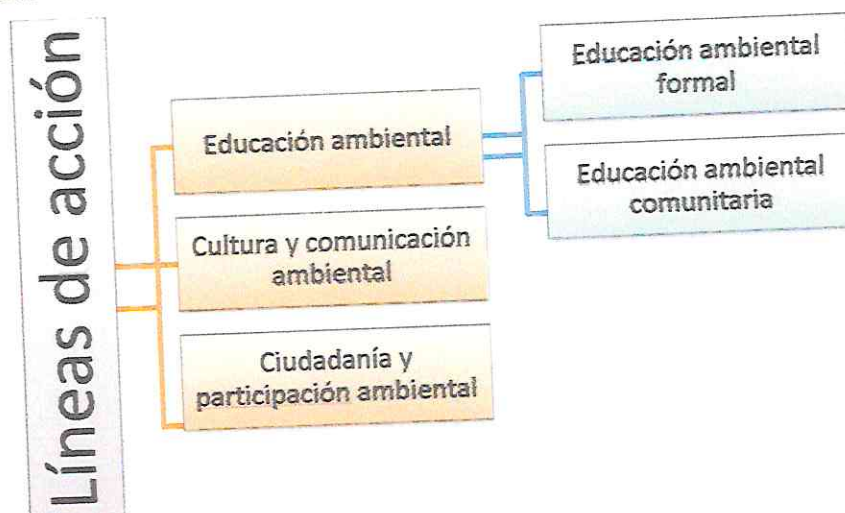 Líneas de acción
Educación ambiental
Educación ambiental
formal
Educación ambiental
comunitaria
Cultura y comunicación
ambiental
Ciudadanía y
participación ambiental